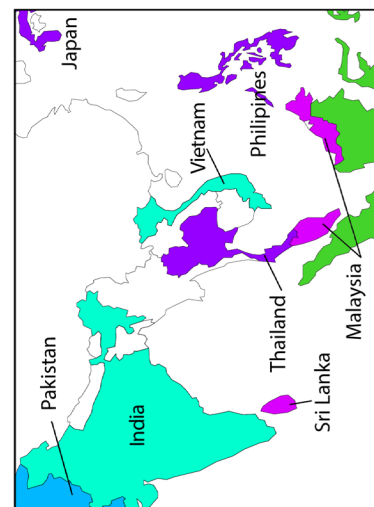 Pakistan
Japan
India
Vietnam
Philipines
Thailand
Sri Lanka
Malaysia